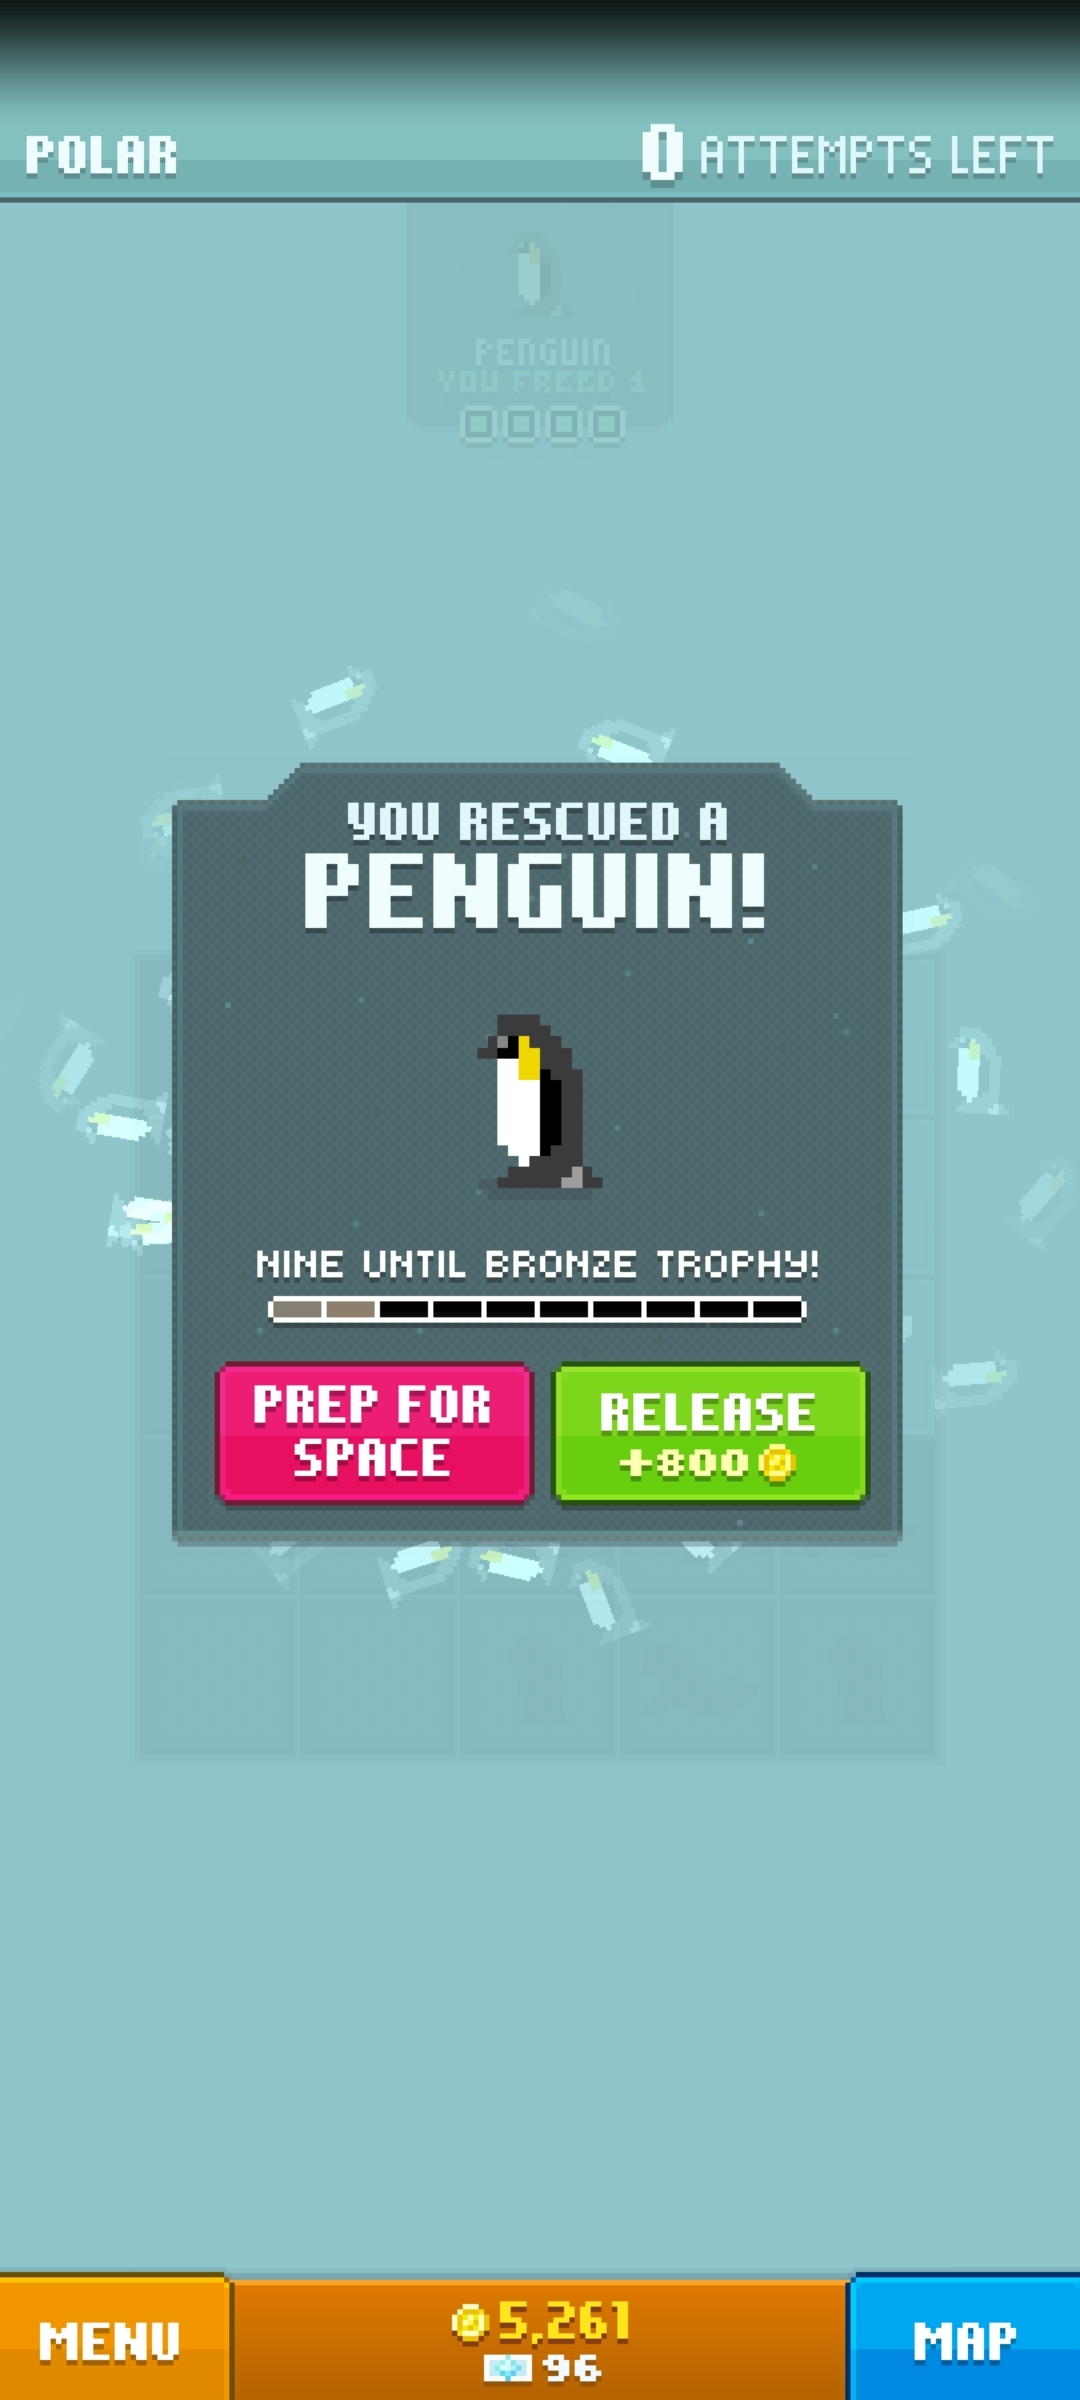 POLAR
0 ATTEMPTS LEFT
PENGUIN
YOU FREED 1
YOU RESCUED A
PENGUIN!
NINE UNTIL BRONZE TROPHY!
PREP FOR
SPACE
RELEASE
+800
MENU
5,261
96
MAP